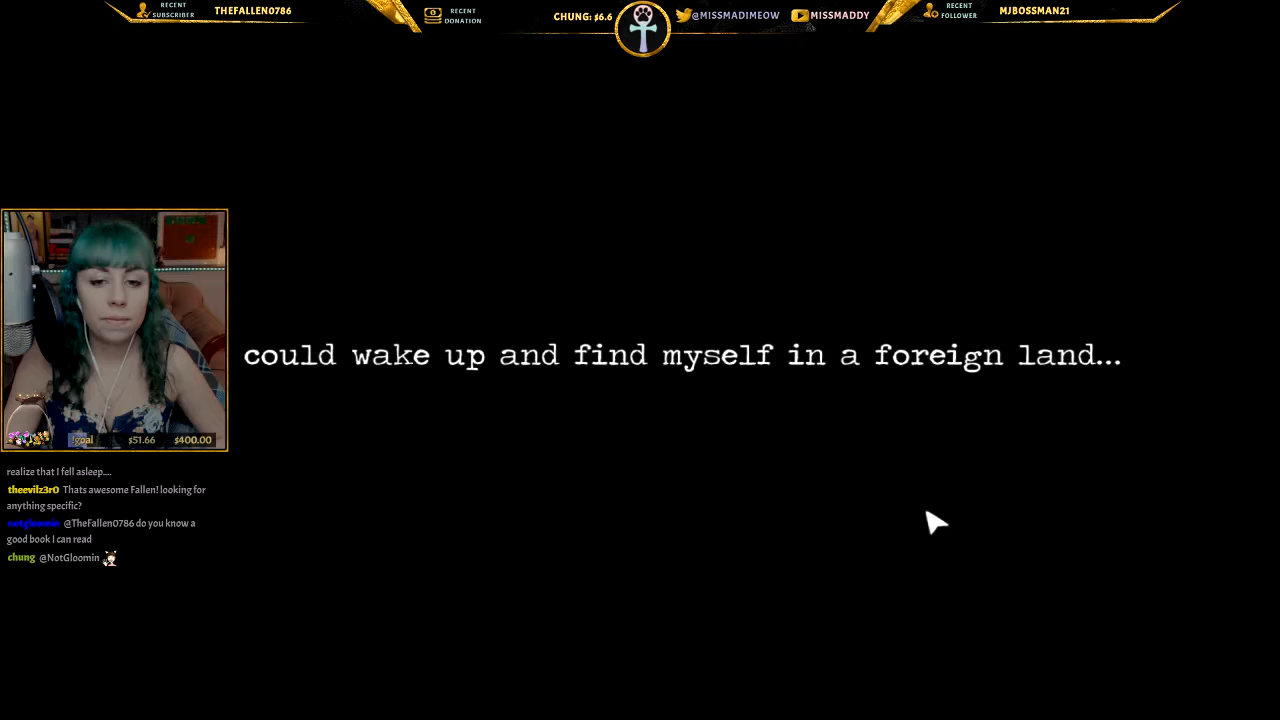 RECENT SUBSCRIBER THEFALLEN0786
RECENT DONATION CHUNG: $6.6
@MISSMADIMEOW MISSMADDY
RECENT FOLLOWER MJBOSSMAN21
could wake up and find myself in a foreign land...
!goal $51.66 $400.00
realize that I fell asleep....
theevilz3r0 Thats awesome Fallen! looking for
anything specific?
notgloomin @TheFallen0786 do you know a
good book I can read
chung @NotGloomin